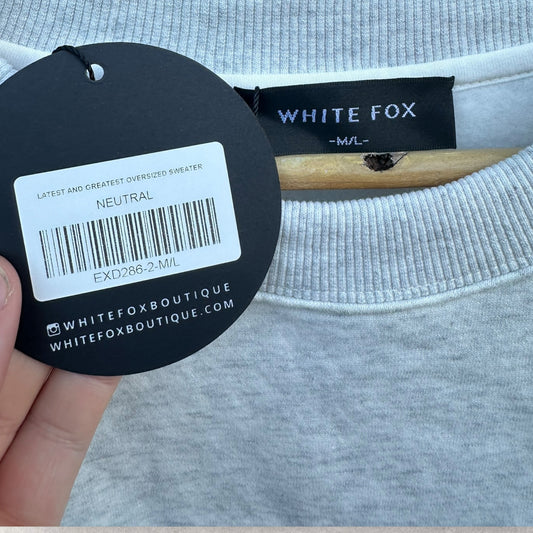 LATEST AND GREATEST OVERSIZED SWEATER
NEUTRAL
EXD286-2-M/L
WHITEFOXBOUTIQUE
WHITEFOXBOUTIQUE.COM
WHITE FOX
-M/L-